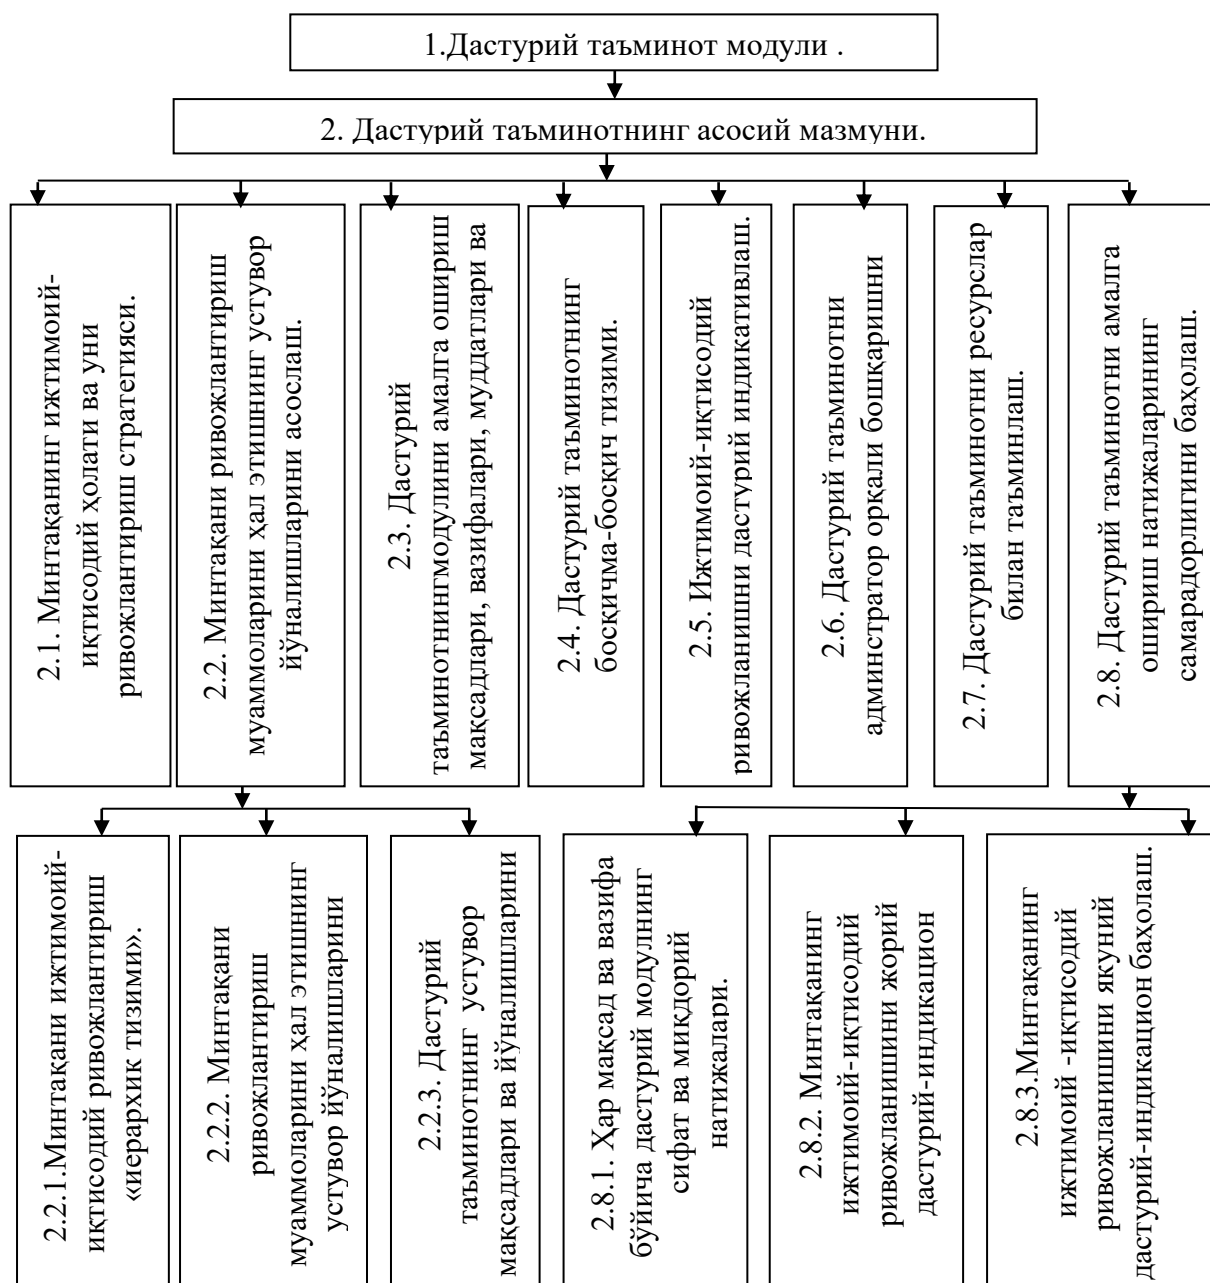 1.Дастурий таъминот модули .
2. Дастурий таъминотнинг асосий мазмуни.
2.1. Минтақанинг ижтимоий-
иқтисодий ҳолати ва уни
ривожлантириш стратегияси.
2.2. Минтақани ривожлантириш
муаммоларини ҳал этишнинг устувор
йўналишларини асослаш.
2.3. Дастурий
таъминотнингмодулини амалга ошириш
мақсадлари, вазифалари, муддатлари ва
2.4. Дастурий таъминотнинг
босқичма-босқич тизими.
2.5. Ижтимоий-иқтисодий
ривожланишни дастурий индикативлаш.
2.6. Дастурий таъминотни
админстратор орқали бошқаришни
2.7. Дастурий таъминотни ресурслар
билан таъминлаш.
2.8. Дастурий таъминотни амалга
ошириш натижаларининг
самарадорлигини баҳолаш.
2.2.1.Минтақани ижтимоий-
иқтисодий ривожлантириш
«иерархик тизими».
2.2.2. Минтақани
ривожлантириш
муаммоларини ҳал этишнинг
устувор йўналишларини
2.2.3. Дастурий
таъминотнинг устувор
мақсадлари ва йўналишларини
2.8.1. Ҳар мақсад ва вазифа
бўйича дастурий модулнинг
сифат ва миқдорий
натижалари.
2.8.2. Минтақанинг
ижтимоий-иқтисодий
ривожланишини жорий
дастурий-индикацион
2.8.3.Минтақанинг
ижтимоий -иқтисодий
ривожланишини якуний
дастурий-индикацион баҳолаш.